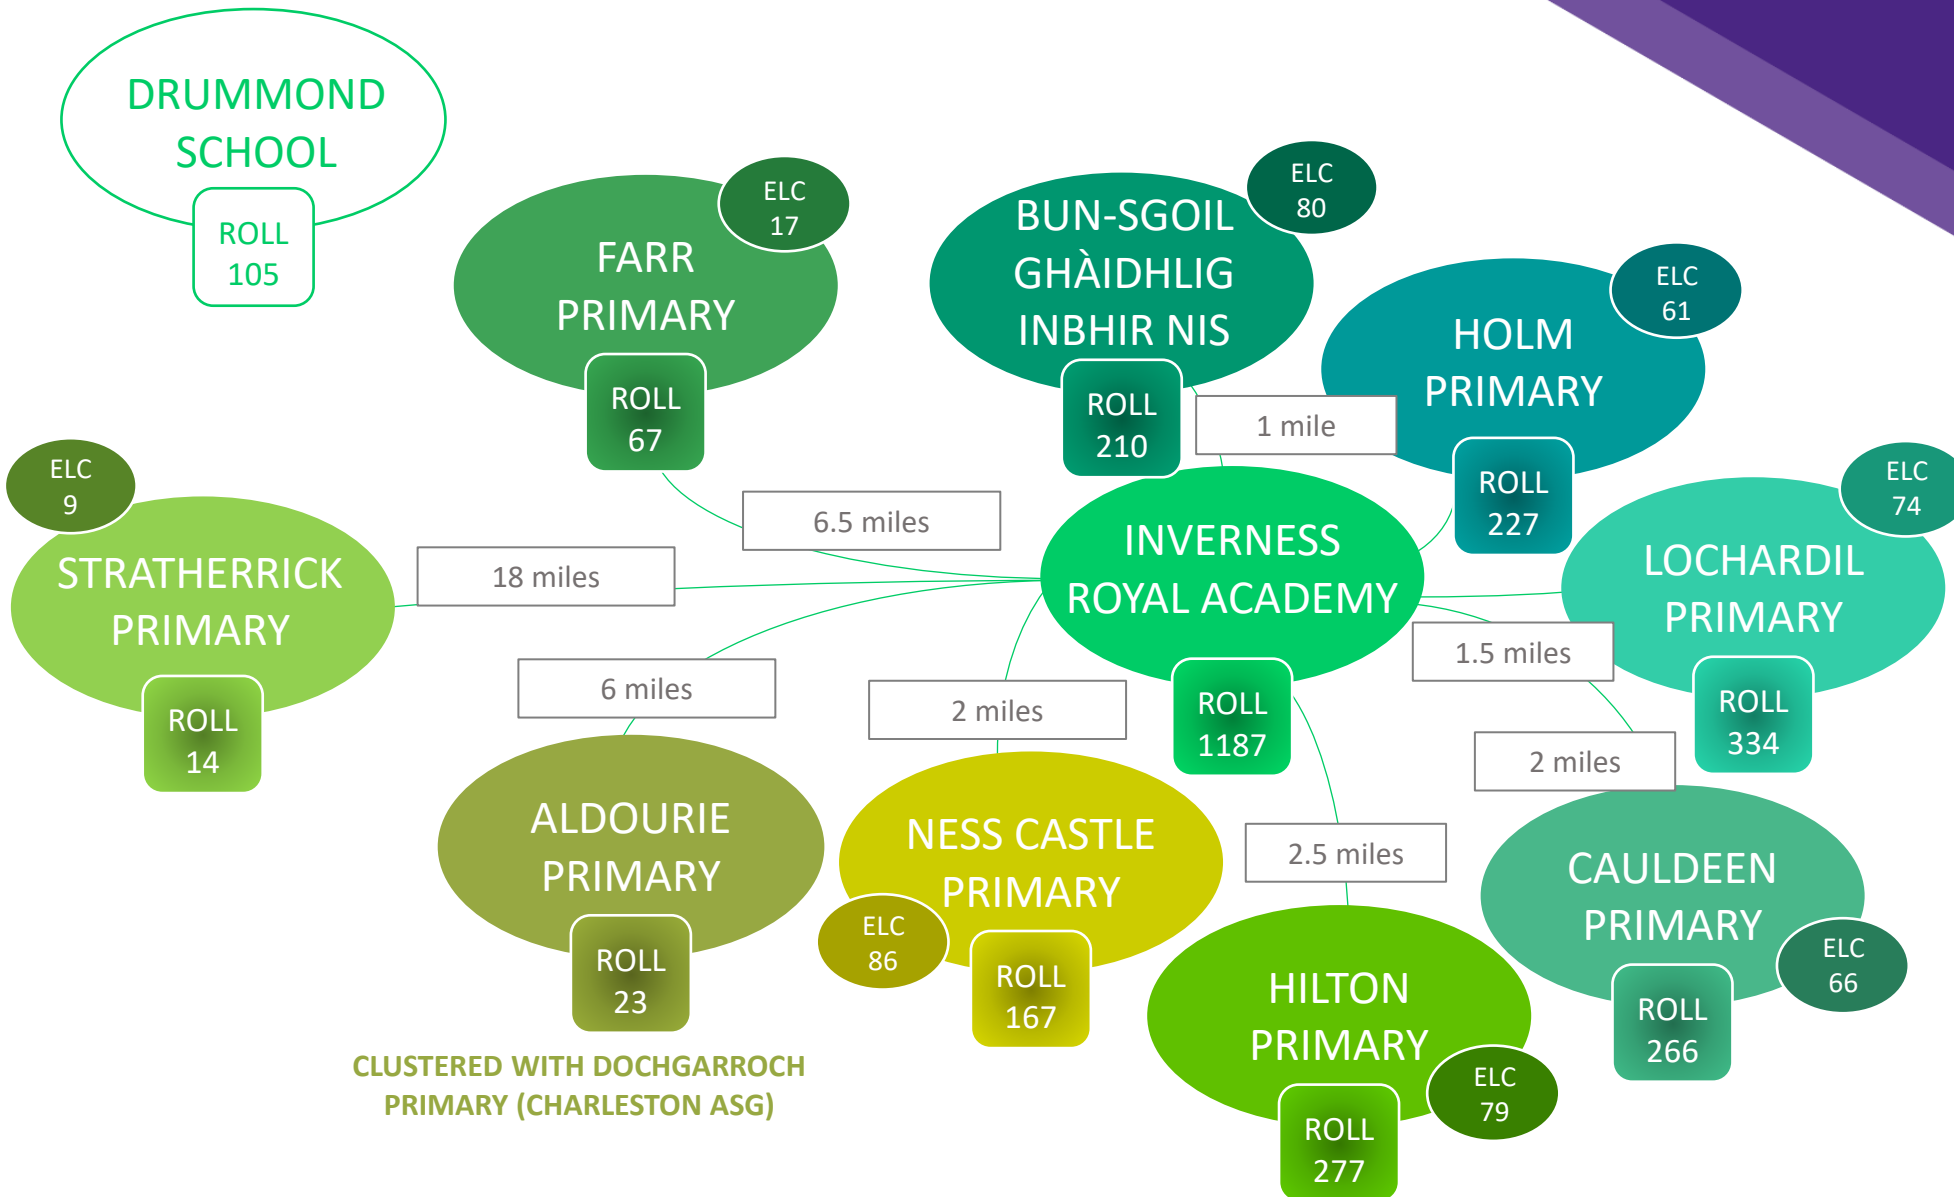 DRUMMOND
SCHOOL
ROLL
105
FARR
PRIMARY
ELC
17
ROLL
67
BUN-SGOIL
GHÀIDHLIG
INBHIR NIS
ELC
80
ROLL
210
1 mile
HOLM
PRIMARY
ELC
61
ROLL
227
STRATHERRICK
PRIMARY
ELC
9
ROLL
14
6.5 miles
18 miles
INVERNESS
ROYAL ACADEMY
ROLL
1187
LOCHARDIL
PRIMARY
ELC
74
ROLL
334
1.5 miles
6 miles
2 miles
2 miles
2.5 miles
ALDOURIE
PRIMARY
ROLL
23
CLUSTERED WITH DOCHGARROCH
PRIMARY (CHARLESTON ASG)
NESS CASTLE
PRIMARY
ELC
86
ROLL
167
HILTON
PRIMARY
ELC
79
ROLL
277
CAULDEEN
PRIMARY
ELC
66
ROLL
266